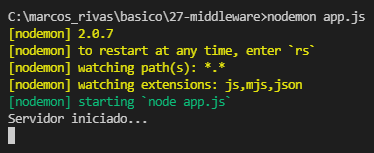 C:\marcos_rivas\basico\27-middleware>nodemon app.js
[nodemon] 2.0.7
[nodemon] to restart at any time, enter `rs`
[nodemon] watching path(s): *.*
[nodemon] watching extensions: js,mjs,json
[nodemon] starting `node app.js`
Servidor iniciado...